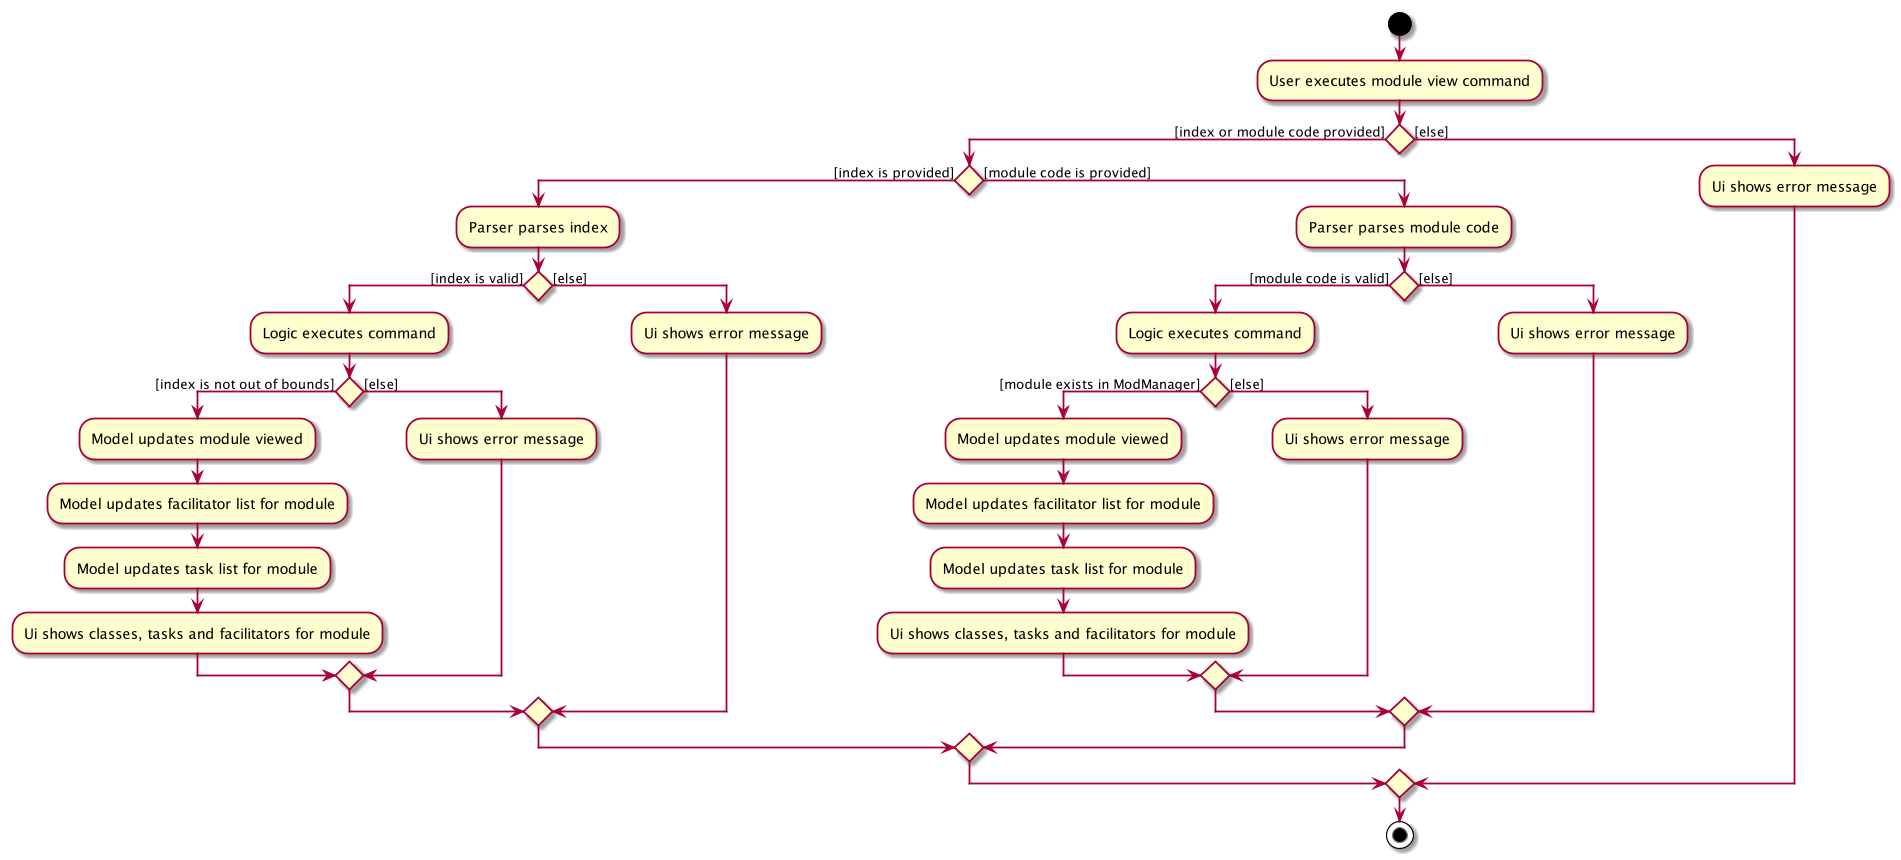 User executes module view command
[index or module code provided]
[else]
[index is provided]
[module code is provided]
Ui shows error message
Parser parses index
Parser parses module code
[index is valid]
[else]
[module code is valid]
[else]
Logic executes command
Ui shows error message
Logic executes command
Ui shows error message
[index is not out of bounds]
[else]
[module exists in ModManager]
[else]
Model updates module viewed
Ui shows error message
Model updates module viewed
Ui shows error message
Model updates facilitator list for module
Model updates facilitator list for module
Model updates task list for module
Model updates task list for module
Ui shows classes, tasks and facilitators for module
Ui shows classes, tasks and facilitators for module